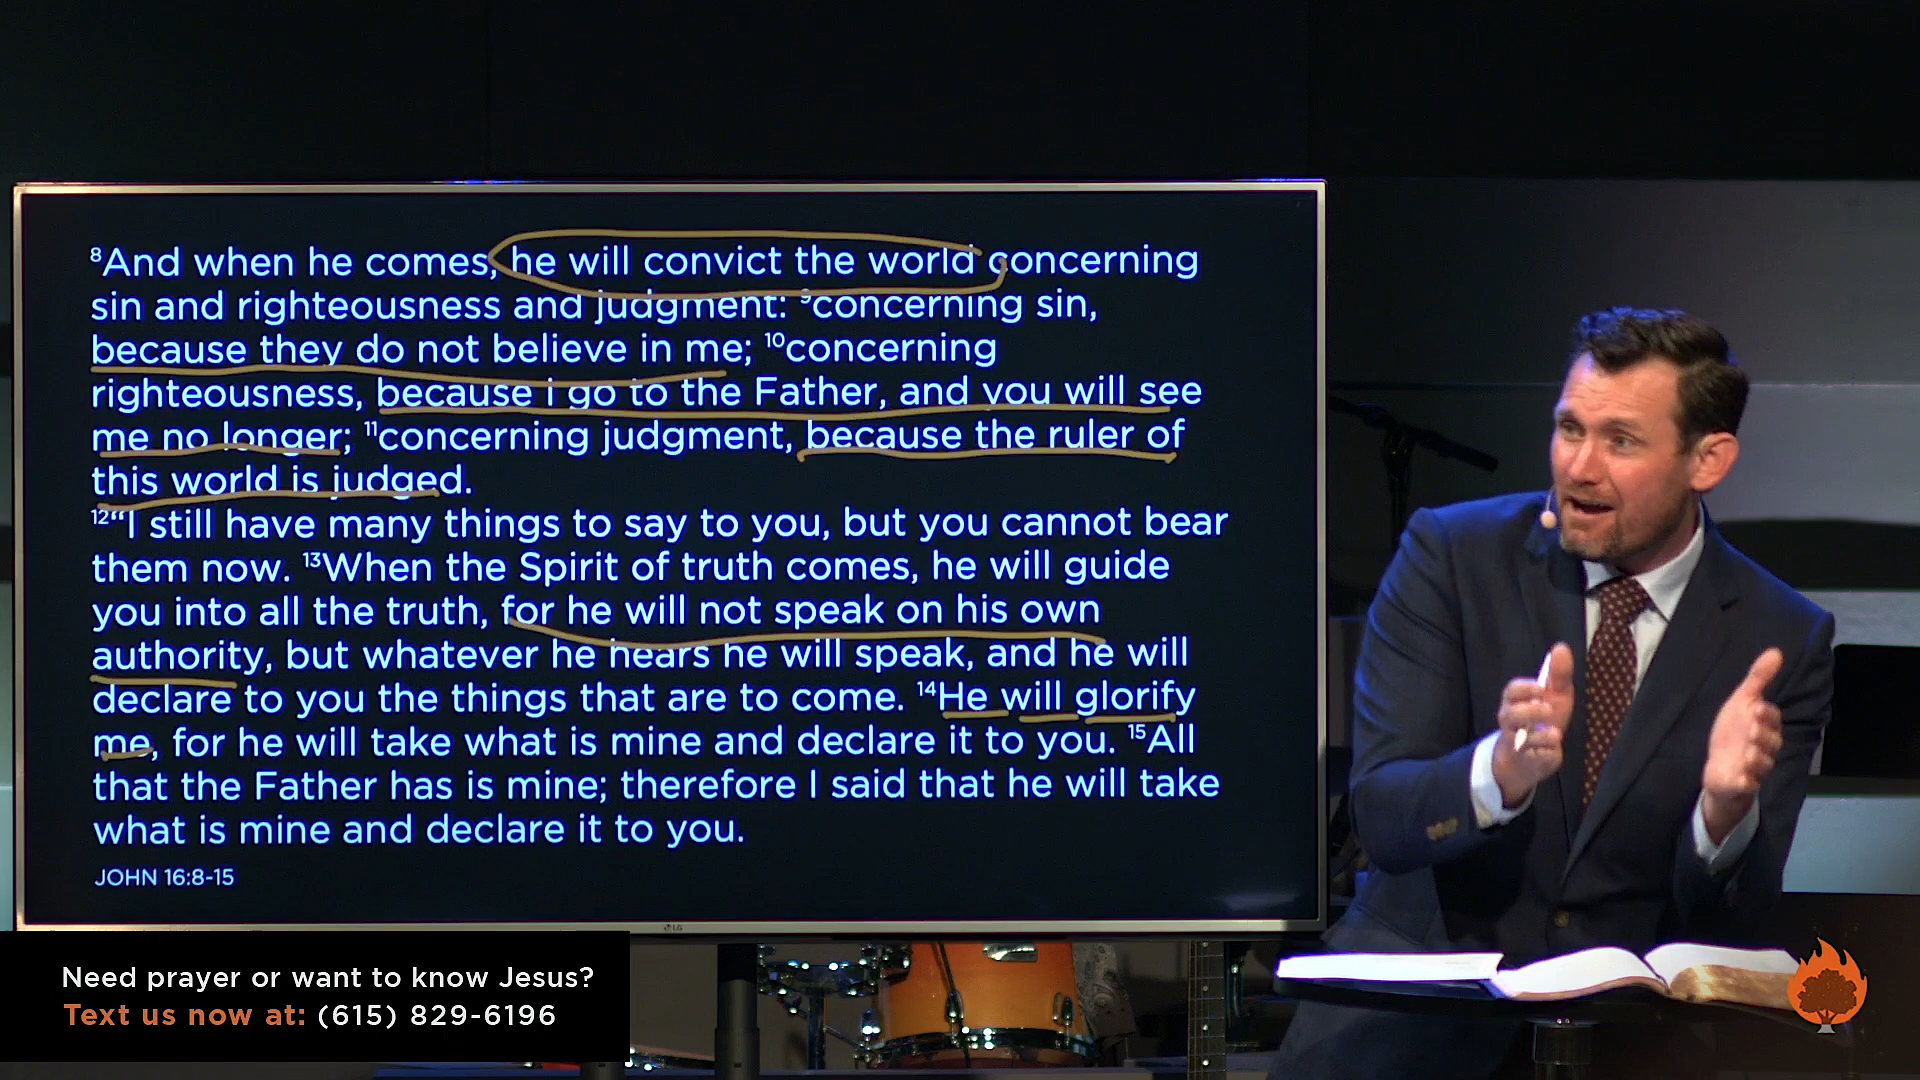 ⁸And when he comes, he will convict the world concerning
sin and righteousness and judgment: ⁹concerning sin,
because they do not believe in me; ¹⁰concerning
righteousness, because i go to the Father, and you will see
me no longer; ¹¹concerning judgment, because the ruler of
this world is judged.
¹²“I still have many things to say to you, but you cannot bear
them now. ¹³When the Spirit of truth comes, he will guide
you into all the truth, for he will not speak on his own
authority, but whatever he hears he will speak, and he will
declare to you the things that are to come. ¹⁴He will glorify
me, for he will take what is mine and declare it to you. ¹⁵All
that the Father has is mine; therefore I said that he will take
what is mine and declare it to you.
JOHN 16:8-15
LG
Need prayer or want to know Jesus?
Text us now at: (615) 829-6196